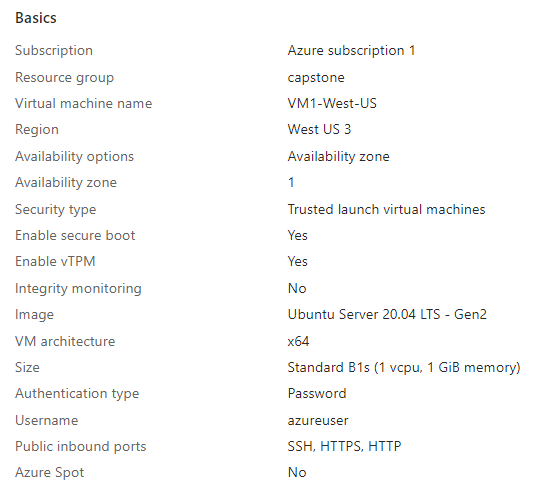 Basics
Subscription Azure subscription 1
Resource group capstone
Virtual machine name VM1-West-US
Region West US 3
Availability options Availability zone
Availability zone 1
Security type Trusted launch virtual machines
Enable secure boot Yes
Enable vTPM Yes
Integrity monitoring No
Image Ubuntu Server 20.04 LTS - Gen2
VM architecture x64
Size Standard B1s (1 vcpu, 1 GiB memory)
Authentication type Password
Username azureuser
Public inbound ports SSH, HTTPS, HTTP
Azure Spot No